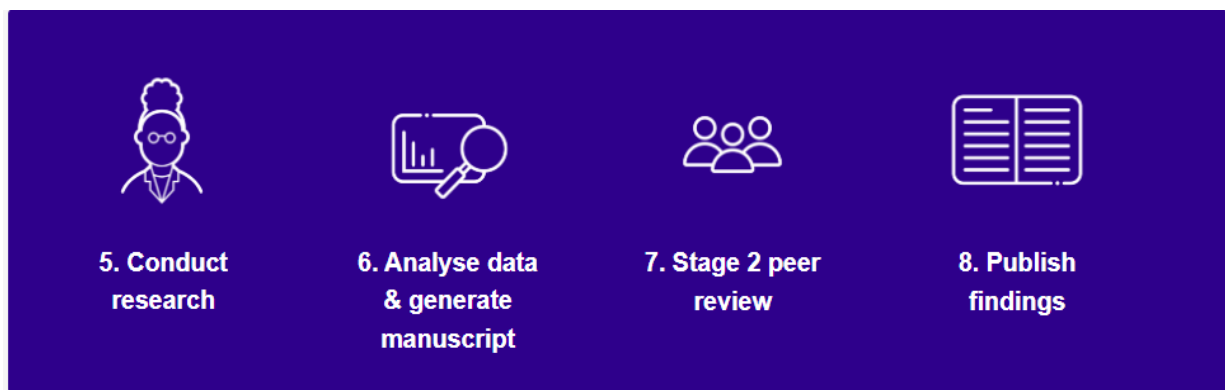 5. Conduct
research
6. Analyse data
& generate
manuscript
7. Stage 2 peer
review
8. Publish
findings